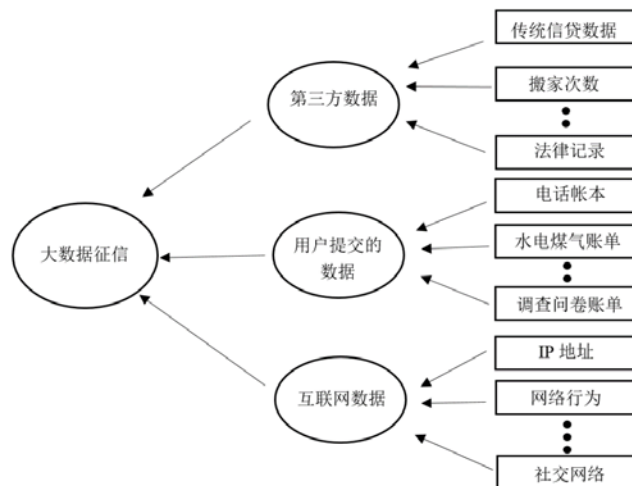 传统信贷数据
搬家次数
法律记录
第三方数据
电话帐本
水电煤气账单
调查问卷账单
用户提交的
数据
大数据征信
IP 地址
网络行为
社交网络
互联网数据